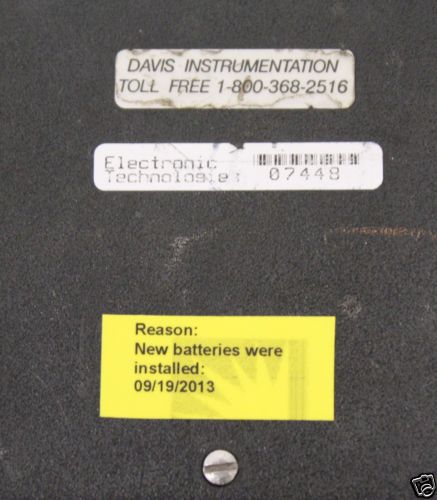 DAVIS INSTRUMENTATION
TOLL FREE 1-800-368-2516
Electronic
Technologies
07448
Reason:
New batteries were
installed:
09/19/2013